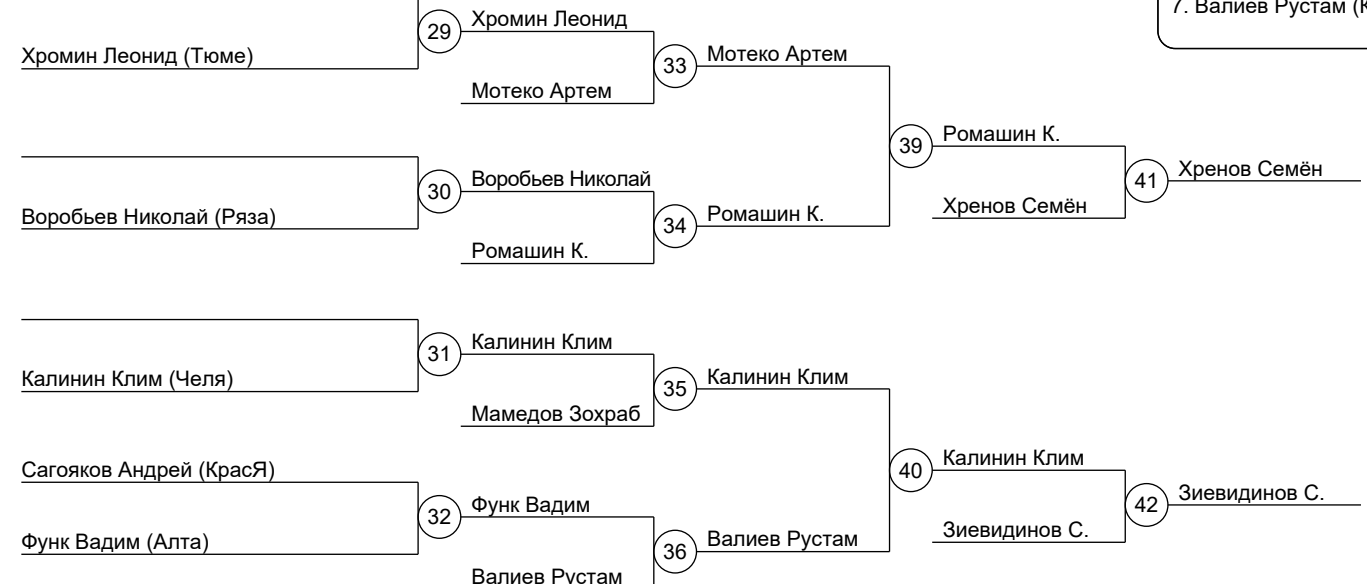 7. Валиев Рустам (К
29
Хромин Леонид
Хромин Леонид (Тюме)
33
Мотеко Артем
Мотеко Артем
39
Ромашин К.
30
Воробьев Николай
41
Хренов Семён
Воробьев Николай (Ряза)
34
Ромашин К.
Хренов Семён
Ромашин К.
31
Калинин Клим
Калинин Клим (Челя)
35
Калинин Клим
Мамедов Зохраб
40
Калинин Клим
Сагояков Андрей (КрасЯ)
32
Функ Вадим
42
Зиевидинов С.
Функ Вадим (Алта)
36
Валиев Рустам
Зиевидинов С.
Валиев Рустам